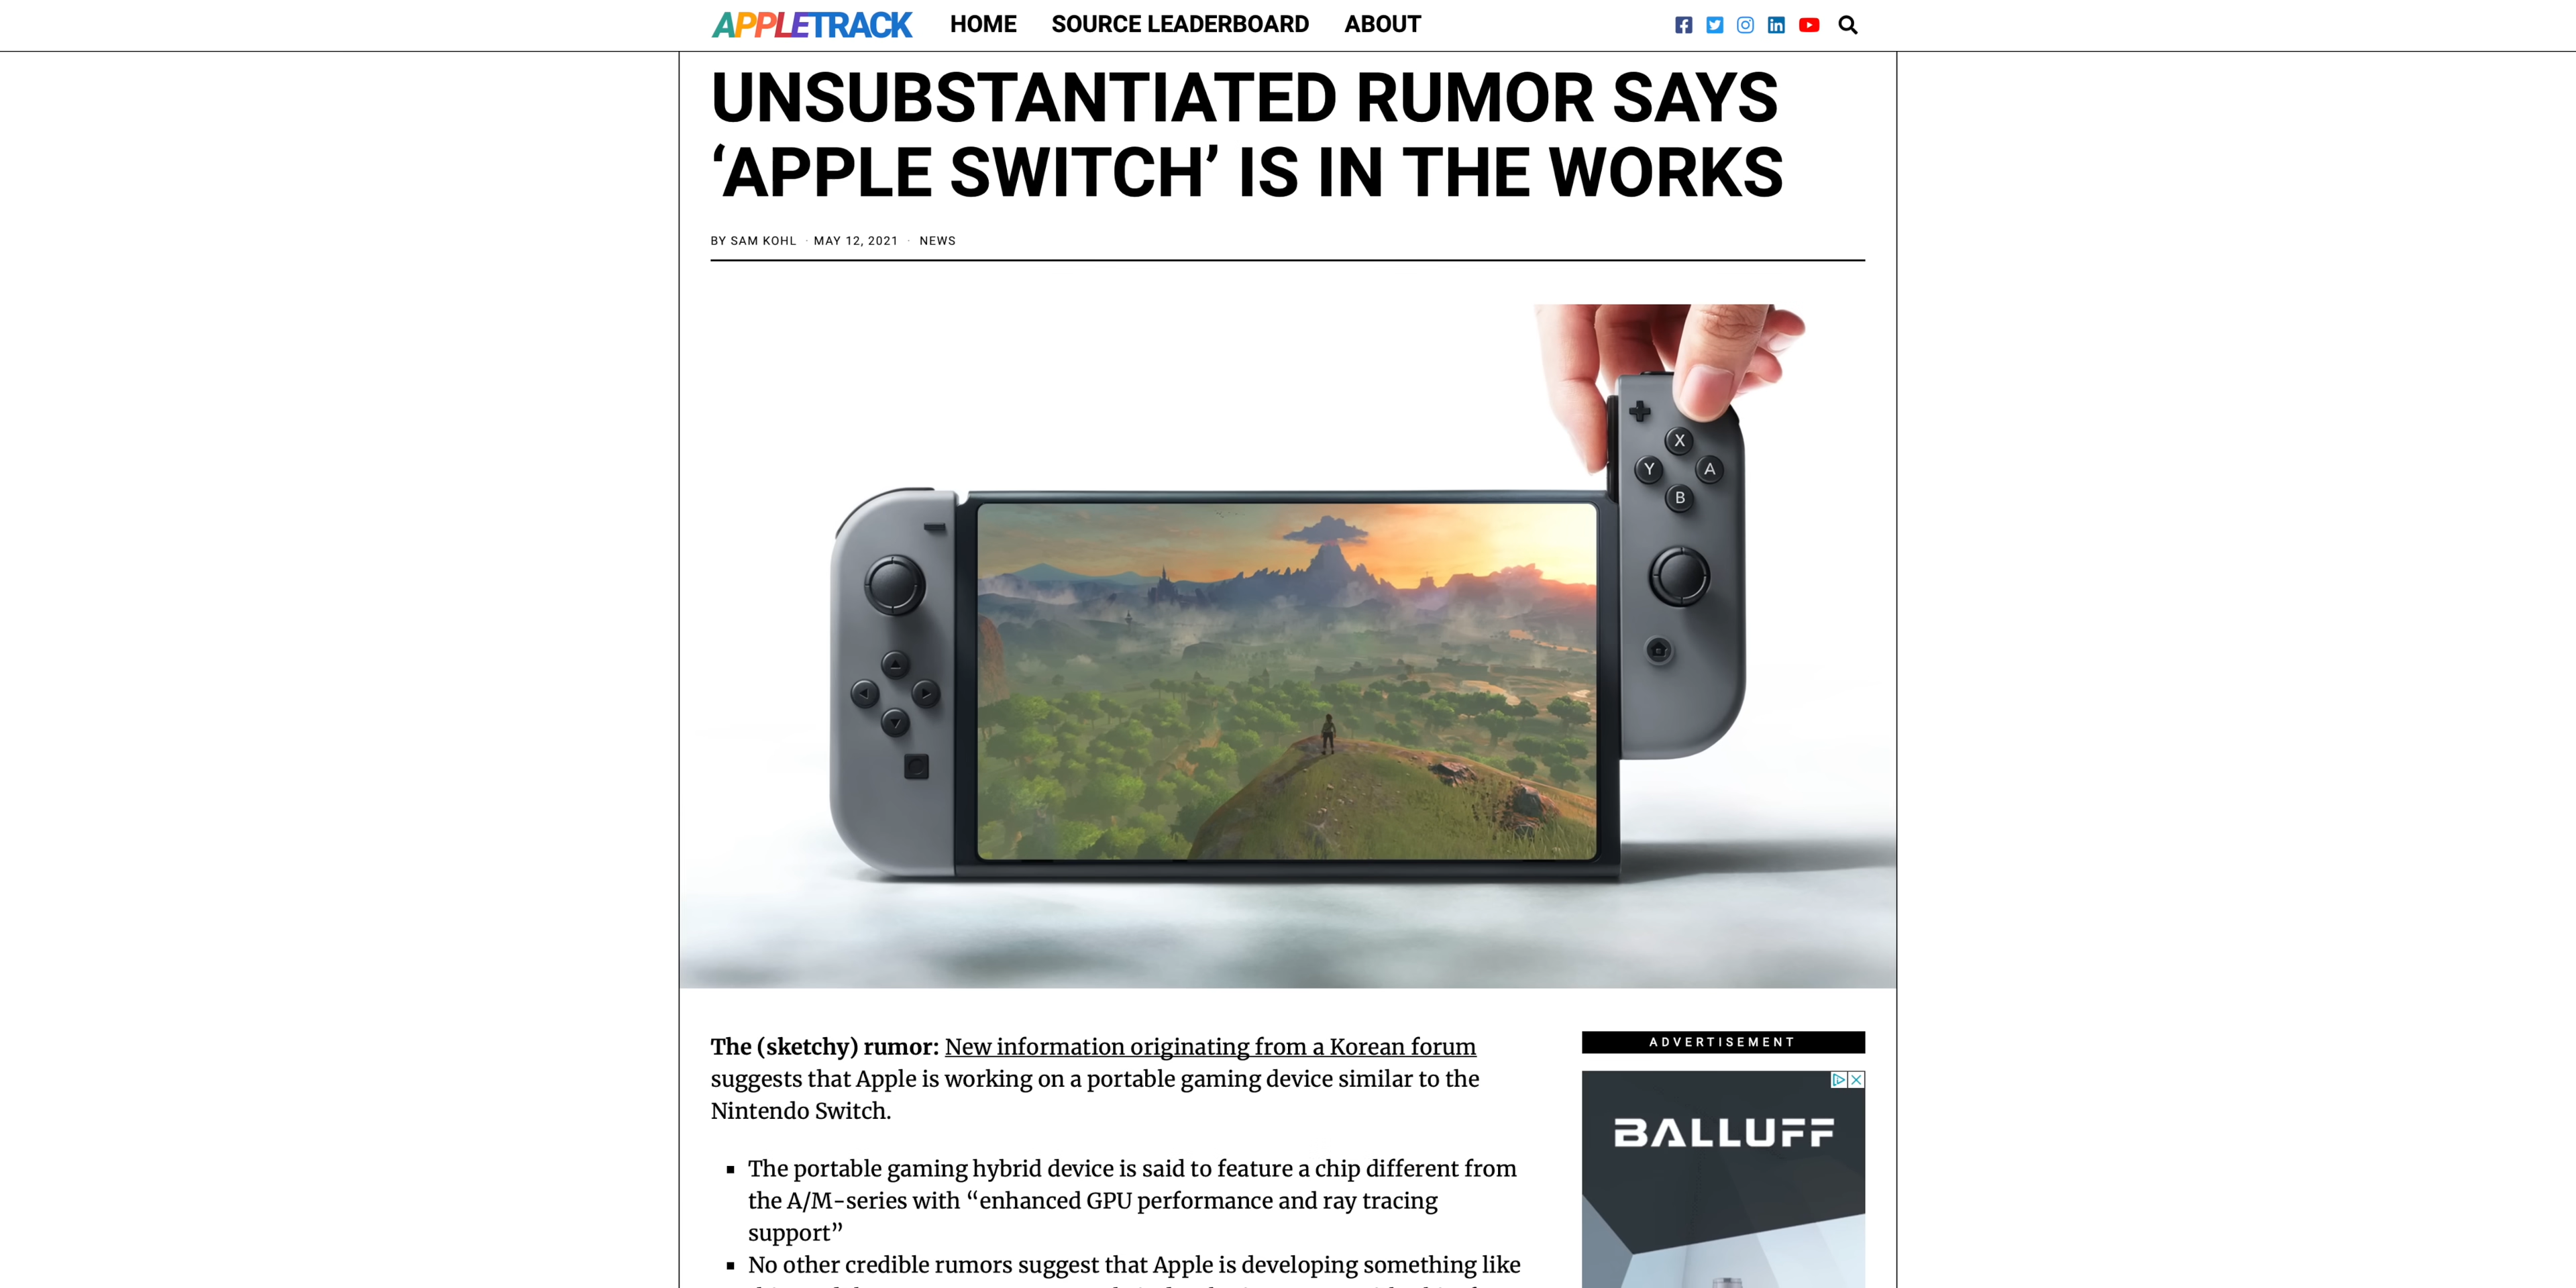 APPLETRACK HOME SOURCE LEADERBOARD ABOUT
UNSUBSTANTIATED RUMOR SAYS
‘APPLE SWITCH’ IS IN THE WORKS
BY SAM KOHL · MAY 12, 2021 · NEWS
X
Y A
B
The (sketchy) rumor: New information originating from a Korean forum
suggests that Apple is working on a portable gaming device similar to the
Nintendo Switch.
▪ The portable gaming hybrid device is said to feature a chip different from
the A/M-series with “enhanced GPU performance and ray tracing
support”
▪ No other credible rumors suggest that Apple is developing something like
ADVERTISEMENT
BALLUFF